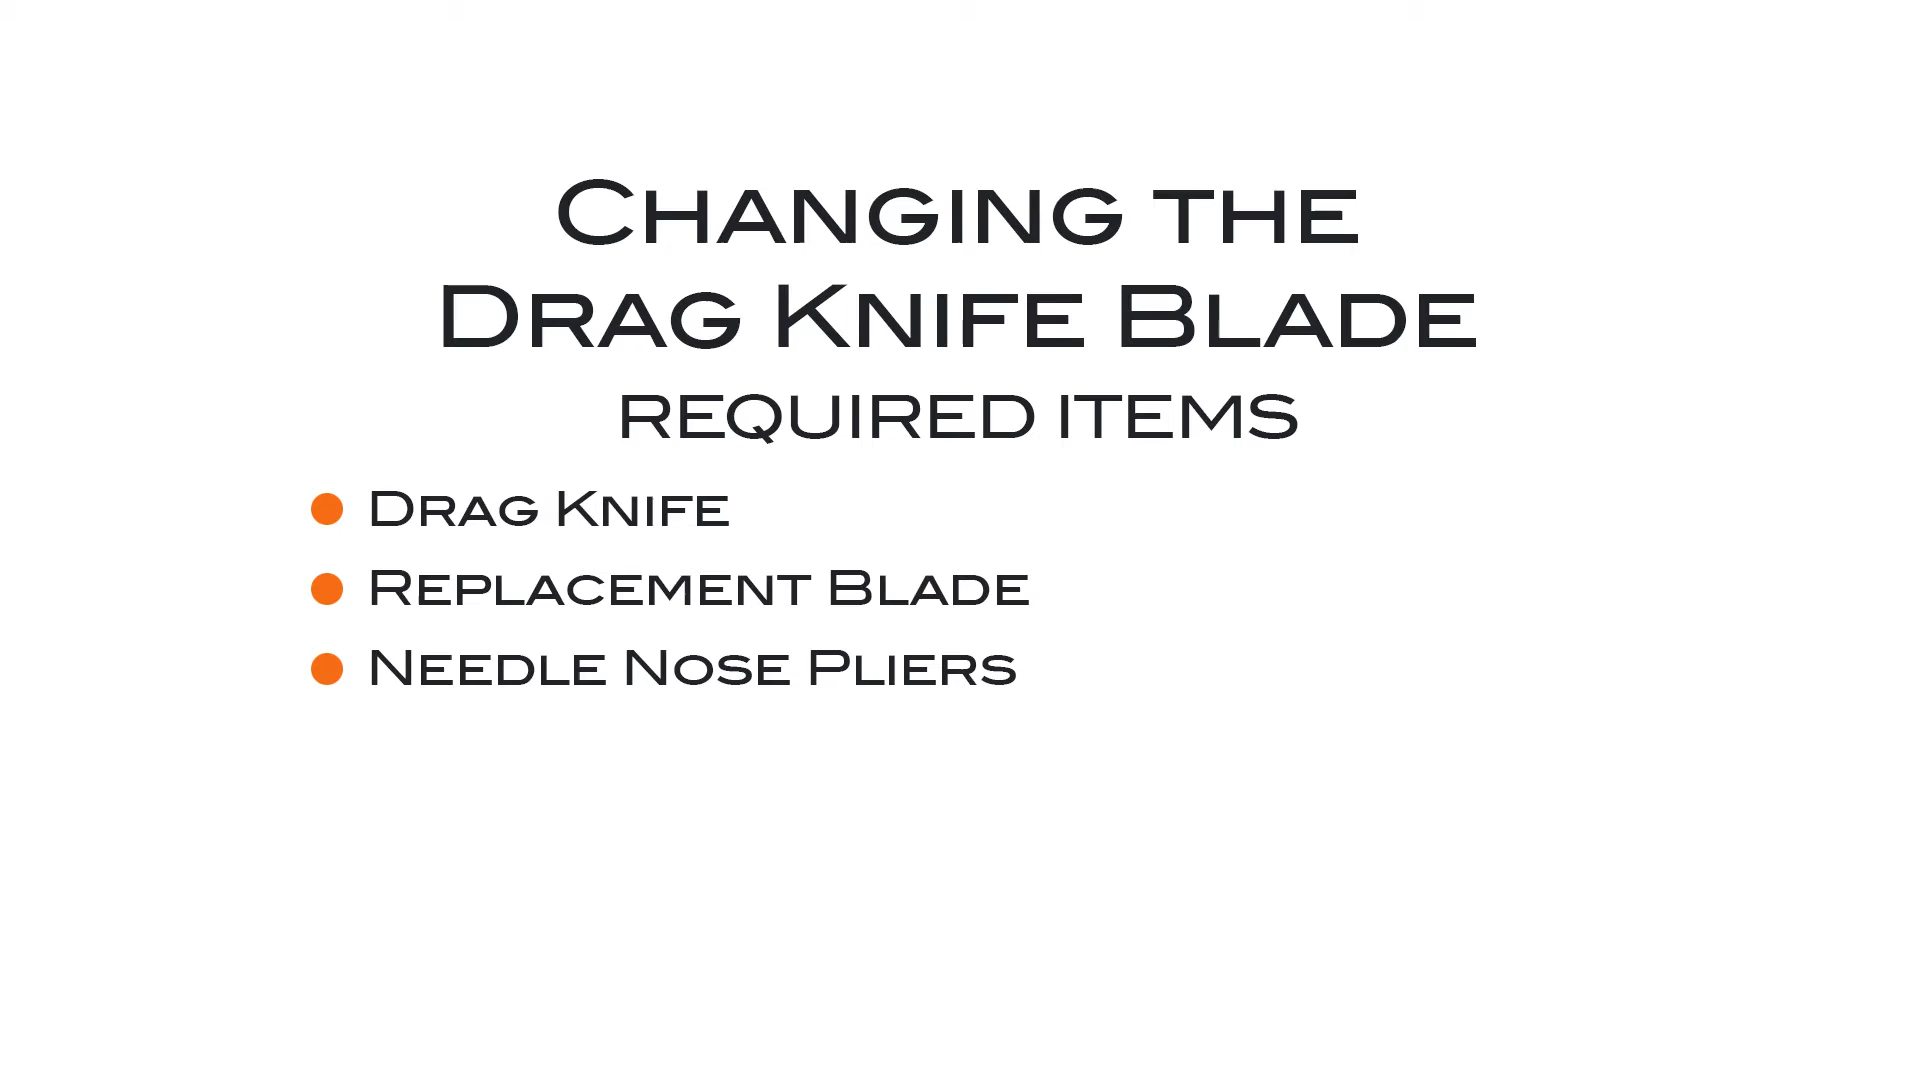 Changing the
Drag Knife Blade
REQUIRED ITEMS
Drag Knife
Replacement Blade
Needle Nose Pliers